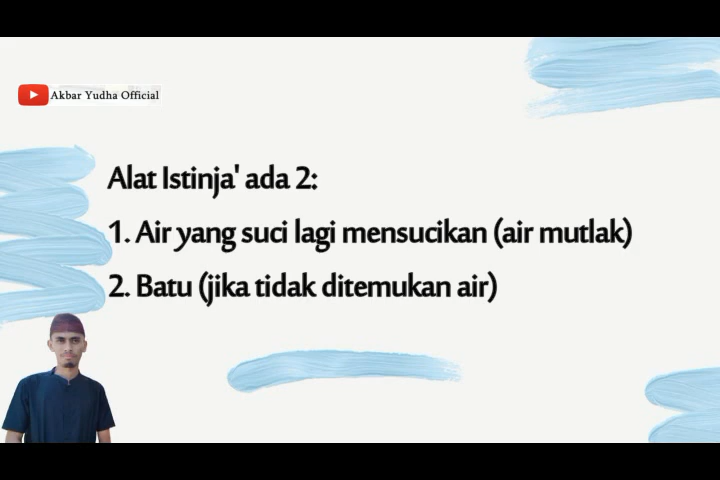 Akbar Yudha Official
Alat Istinja' ada 2:
1. Air yang suci lagi mensucikan (air mutlak)
2. Batu (jika tidak ditemukan air)